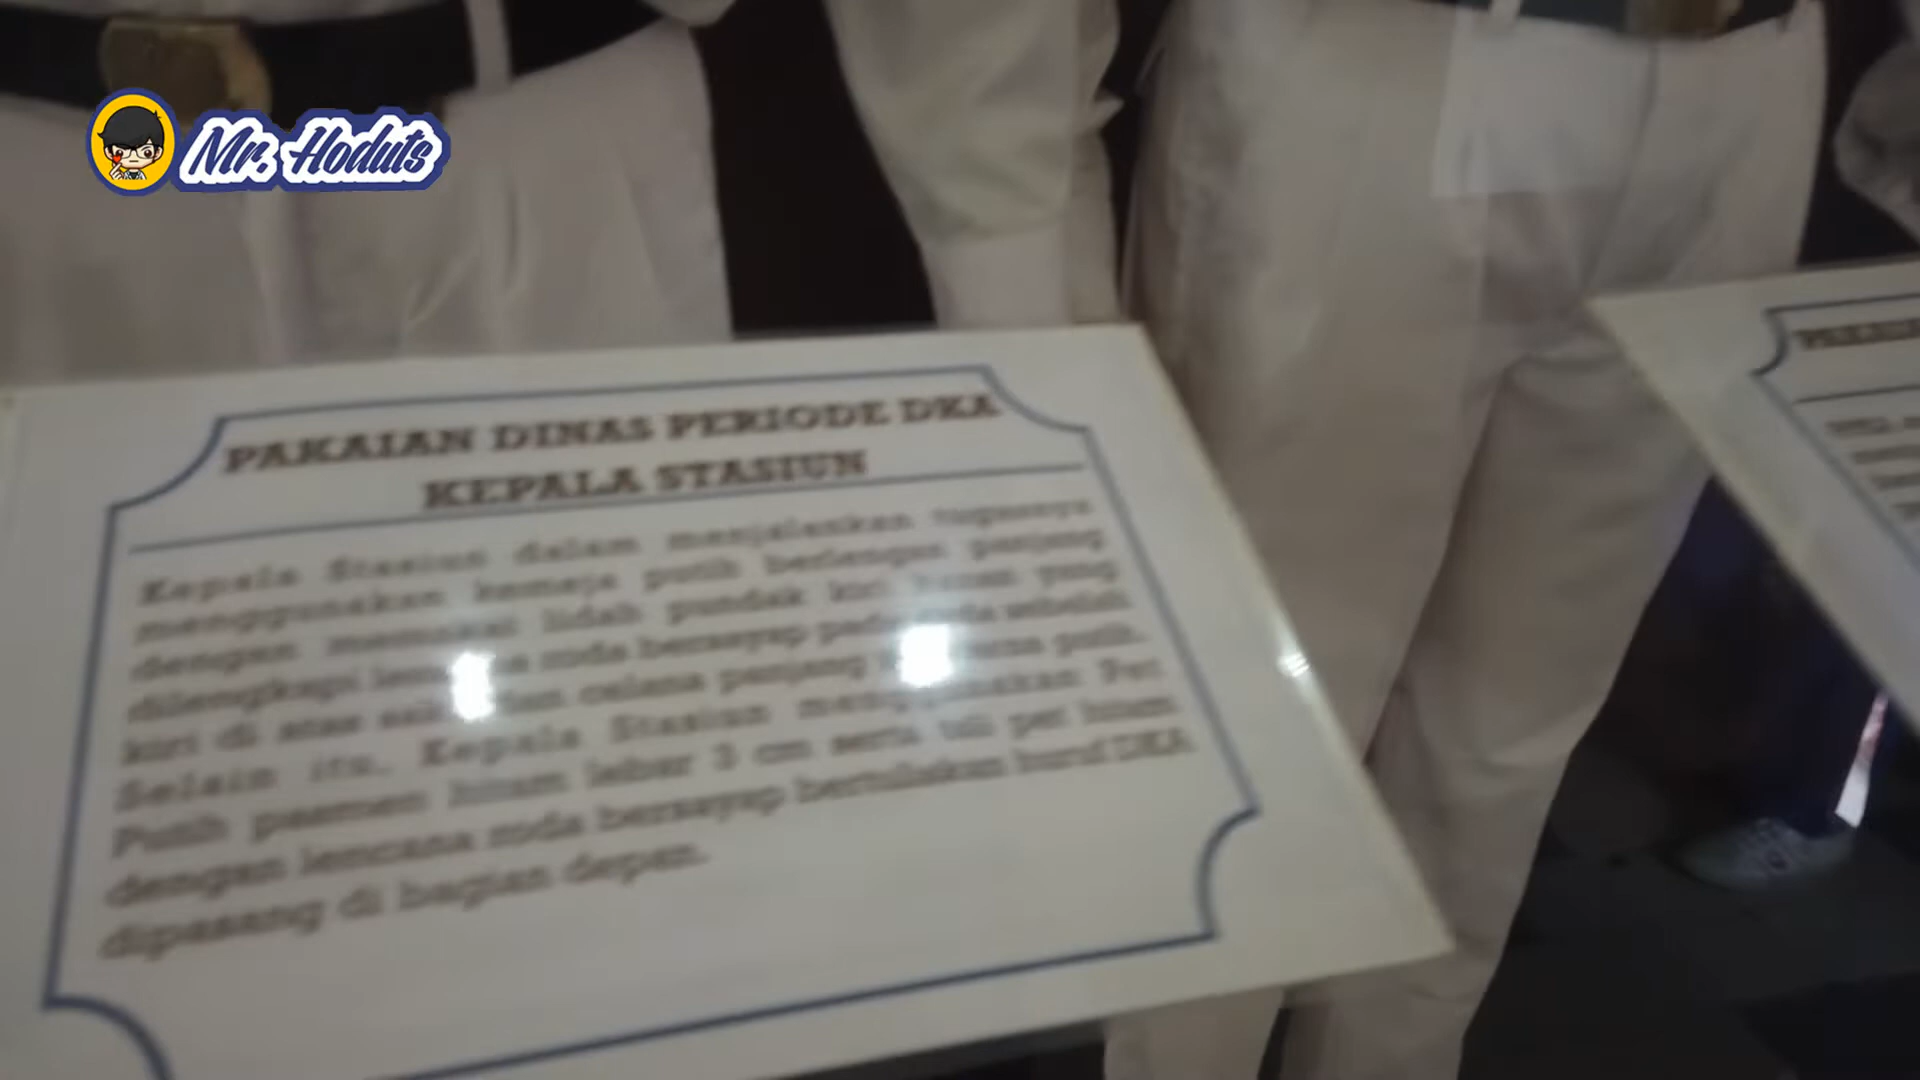 Mr. Hoduts
PAKAIAN DINAS PERIODE DKA
KEPALA STASIUN
Kepala Stasiun dalam menjalankan tugasnya
menggunakan kemeja putih berlengan panjang
dengan memakai lidah pundak kiri kanan yang
dilengkapi roda bersayap pada sebelah
kiri di atas dan celana panjang putih.
Selain itu, Kepala Stasiun menggunakan Pet
Putih pasmen hitam lebar 3 cm serta tali pet hitam
dengan lencana roda bersayap bertuliskan huruf DKA
dipasang di bagian depan.